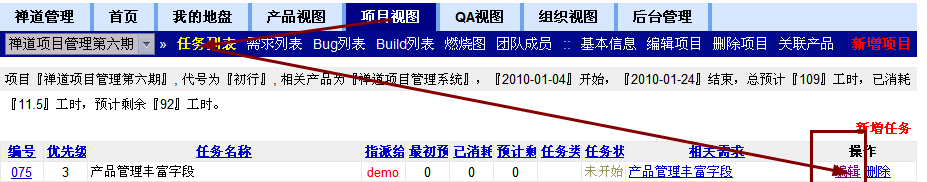 禅道管理 首页 我的地盘 产品视图 项目视图 QA视图 组织视图 后台管理
禅道项目管理第六期 » 任务列表 需求列表 Bug列表 Build列表 燃烧图 团队成员 :: 基本信息 编辑项目 删除项目 关联产品 新增项目
项目『禅道项目管理第六期』, 代号为『初行』, 相关产品为『禅道项目管理系统』, 『2010-01-04』开始, 『2010-01-24』结束, 总预计『109』工时, 已消耗
『11.5』工时, 预计剩余『92』工时。
新增任务
编号 优先级 任务名称 指派给 最初预 已消耗 预计剩 任务类 任务状 相关需求 操作
075 3 产品管理丰富字段 demo 0 0 0 未开始 产品管理丰富字段 编辑 删除